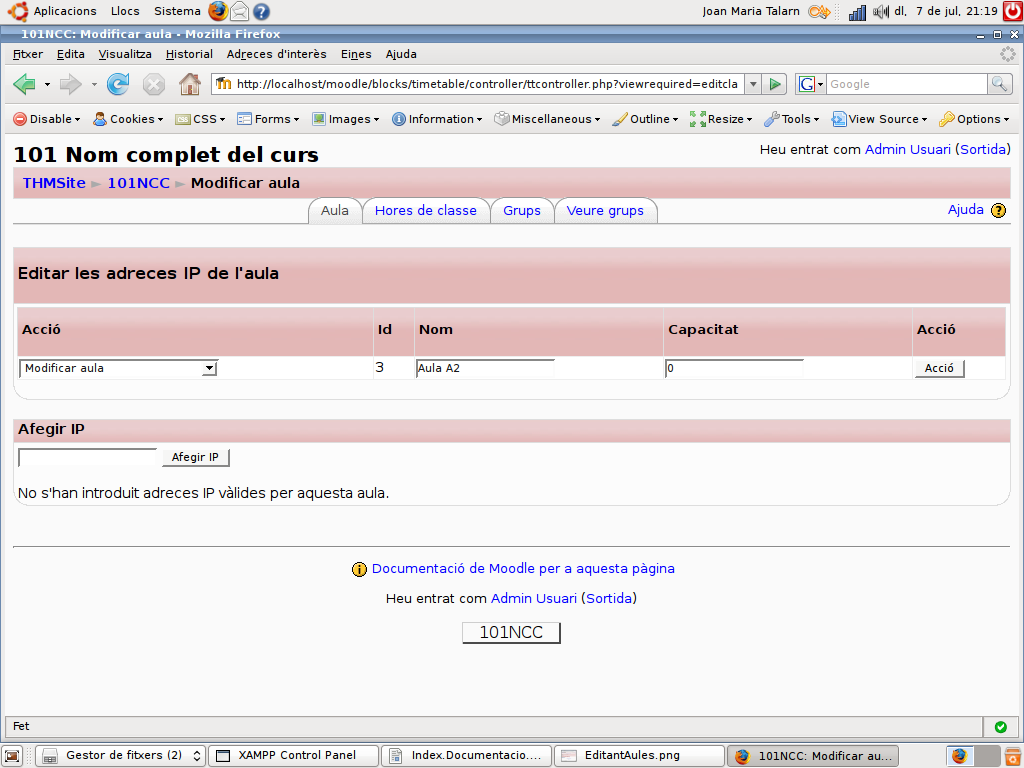 Aplicacions Llocs Sistema Joan Maria Talarn dl, 7 de jul, 21:19
101NCC: Modificar aula - Mozilla Firefox
Fitxer Edita Visualitza Historial Adreces d'interès Eines Ajuda
http://localhost/moodle/blocks/timetable/controller/ttcontroller.php?viewrequired=editcla G Google
Disable Cookies CSS Forms Images Information Miscellaneous Outline Resize Tools View Source Options
101 Nom complet del curs Heu entrat com Admin Usuari (Sortida)
THMSite ► 101NCC ► Modificar aula
Aula Hores de classe Grups Veure grups Ajuda ?
Editar les adreces IP de l'aula
Acció Id Nom Capacitat Acció
Modificar aula 3 Aula A2 0 Acció
Afegir IP
Afegir IP
No s'han introduit adreces IP vàlides per aquesta aula.
Documentació de Moodle per a aquesta pàgina
Heu entrat com Admin Usuari (Sortida)
101NCC
Fet
Gestor de fitxers (2) XAMPP Control Panel Index.Documentacio.... EditantAules.png 101NCC: Modificar au...